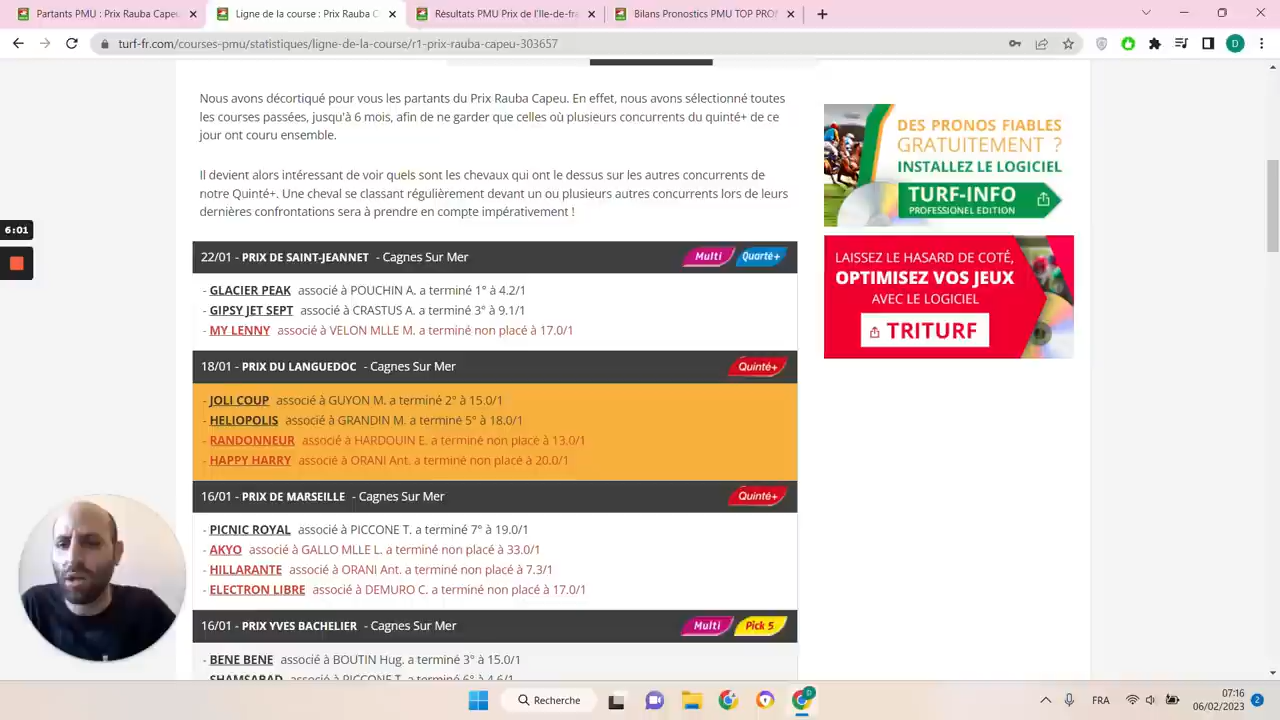 Prix Rauba Capeu PMU : Prix Rauba C
Ligne à associé Course
Résultats PMU de l'île-de-fra
Bilans Pronostics PMU TOP PRO
turf-fr.com/courses-pmu/statistiques/ligne-de-course/r1-prix-rauba-capeu-303657
D
Nous avons décortiqué pour vous les partants du Prix Rauba Capeu. En effet, nous avons sélectionné toutes
les courses passées, jusqu'à 6 mois, afin de ne garder que celles où plusieurs concurrents du quinté+ de ce
jour ont couru ensemble.
Il devient alors intéressant de voir quels sont les chevaux qui ont le dessus sur les autres concurrents de
notre Quinté+. Une cheval se classant régulièrement devant un ou plusieurs autres concurrents lors de leurs
dernières confrontations sera à prendre en compte impérativement !
6:01
22/01 - PRIX DE SAINT-JEANNET - Cagnes Sur Mer Multi Quarté+
- GLACIER PEAK associé à POUCHIN A. a terminé 1° à 4.2/1
- GIPSY JET SEPT associé à CRASTUS A. a terminé 3° à 9.1/1
- MY LENNY associé à VELON MLLE M. a terminé non placé à 17.0/1
18/01 - PRIX DU LANGUEDOC - Cagnes Sur Mer Quinté+
- JOLI COUP associé à GUYON M. a terminé 2° à 15.0/1
- HELIOPOLIS associé à GRANDIN M. a terminé 5° à 18.0/1
- RANDONNEUR associé à HARDOUIN E. a terminé non placé à 13.0/1
- HAPPY HARRY associé à ORANI Ant. a terminé non placé à 20.0/1
16/01 - PRIX DE MARSEILLE - Cagnes Sur Mer Quinté+
- PICNIC ROYAL associé à PICCONE T. a terminé 7° à 19.0/1
- AKYO associé à GALLO MLLE L. a terminé non placé à 33.0/1
- HILLARANTE associé à ORANI Ant. a terminé non placé à 7.3/1
- ELECTRON LIBRE associé à DEMURO C. a terminé non placé à 17.0/1
16/01 - PRIX YVES BACHELIER - Cagnes Sur Mer Multi Pick 5
- BENE BENE associé à BOUTIN Hug. a terminé 3° à 15.0/1
- SHAMSABAD associé à PICCONE T. a terminé 6° à 4.6/1
DES PRONOS FIABLES
GRATUITEMENT ?
INSTALLEZ LE LOGICIEL
TURF-INFO
PROFESSIONEL EDITION
LAISSEZ LE HASARD DE COTÉ,
OPTIMISEZ VOS JEUX
AVEC LE LOGICIEL
TRITURF
Recherche
FRA
07:16
06/02/2023
2